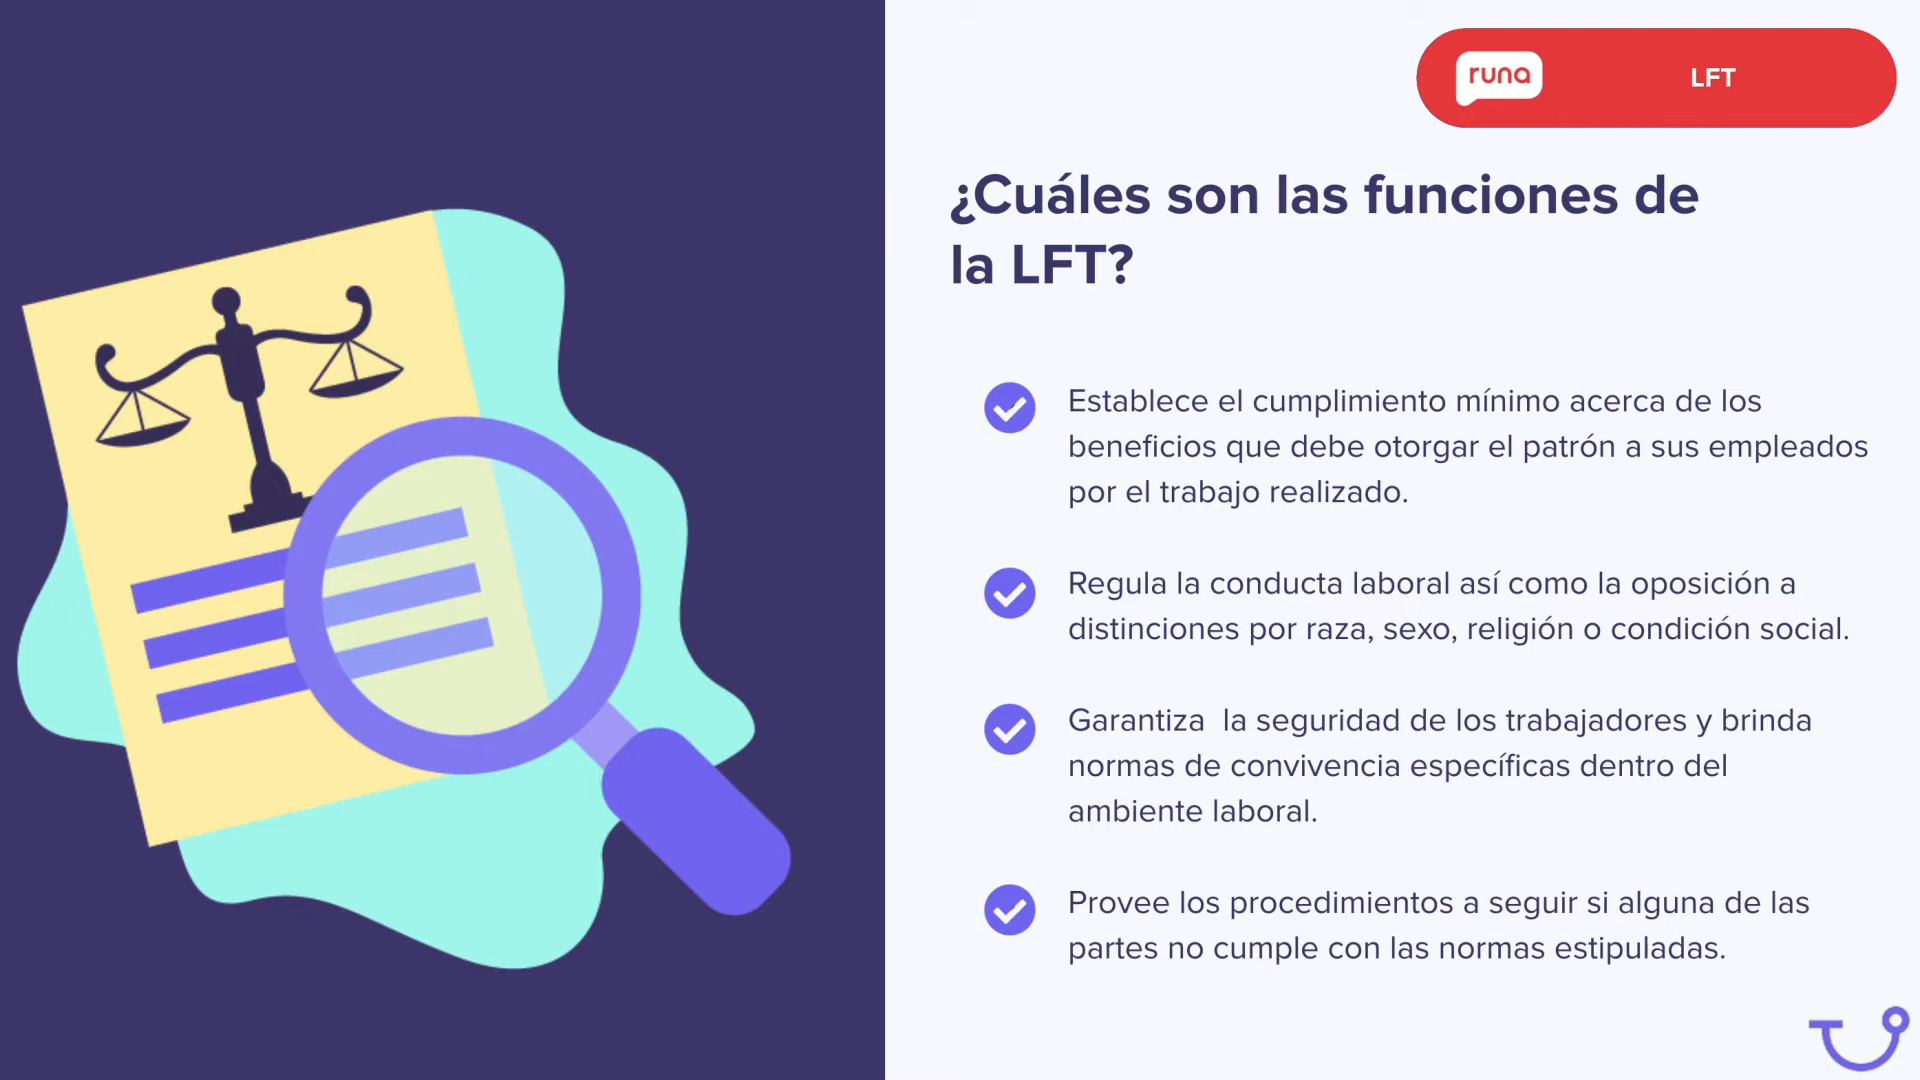 runa
LFT
¿Cuáles son las funciones de
la LFT?
Establece el cumplimiento mínimo acerca de los
beneficios que debe otorgar el patrón a sus empleados
por el trabajo realizado.
Regula la conducta laboral así como la oposición a
distinciones por raza, sexo, religión o condición social.
Garantiza  la seguridad de los trabajadores y brinda
normas de convivencia específicas dentro del
ambiente laboral.
Provee los procedimientos a seguir si alguna de las
partes no cumple con las normas estipuladas.